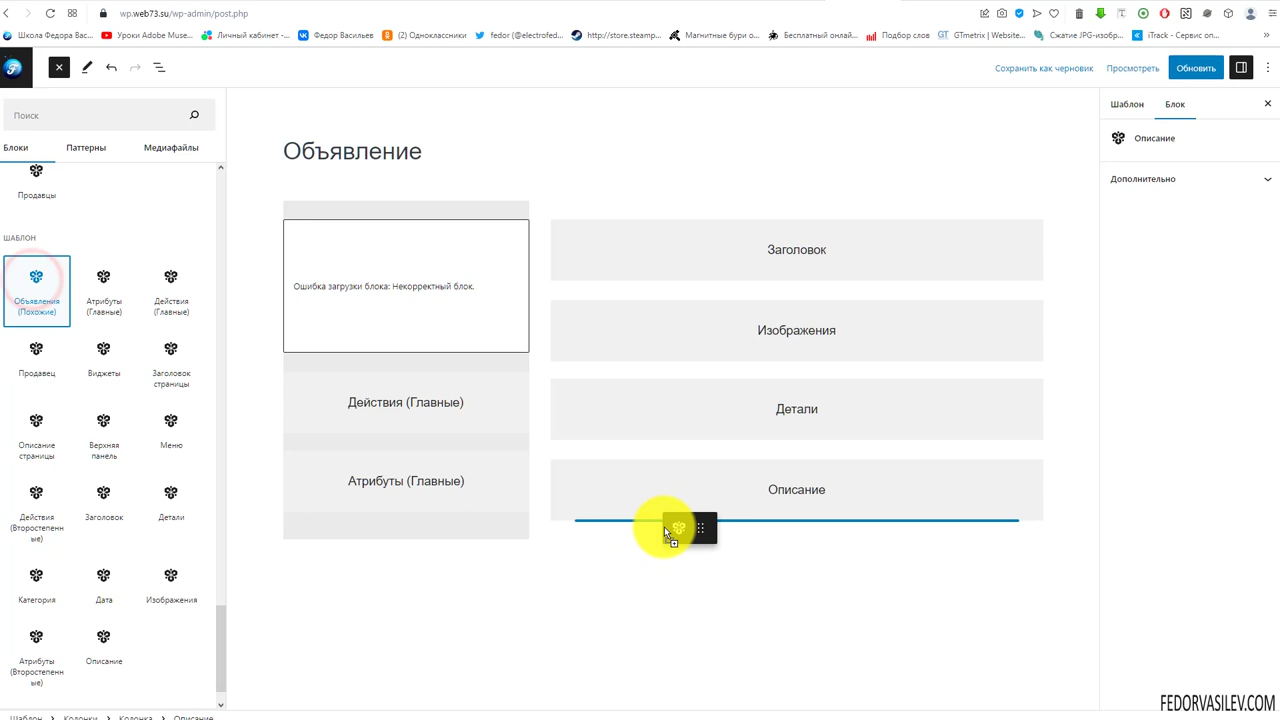 wp.web73.su/wp-admin/post.php
Школа Федора Вас...
Уроки Adobe Muse...
Личный кабинет -...
Федор Васильев
(2) Одноклассники
fedor (@electrofed...
http://store.steamp...
Магнитные бури о...
Бесплатный онлай...
Подбор слов
GTmetrix | Website...
Сжатие JPG-изобр...
iTrack - Сервис оп...
Сохранить как черновик
Просмотреть
Обновить
Поиск
Блоки
Паттерны
Медиафайлы
Продавцы
ШАБЛОН
Объявления
(Похожие)
Атрибуты
(Главные)
Действия
(Главные)
Продавец
Виджеты
Заголовок
страницы
Описание
страницы
Верхняя
панель
Меню
Действия
(Второстепенн
ые)
Заголовок
Детали
Категория
Дата
Изображения
Атрибуты
(Второстепенн
ые)
Описание
Объявление
Ошибка загрузки блока: Некорректный блок.
Действия (Главные)
Атрибуты (Главные)
Заголовок
Изображения
Детали
Описание
Шаблон
Блок
Описание
Дополнительно
Шаблон > Колонки > Колонка > Описание
FEDORVASILEV.COM